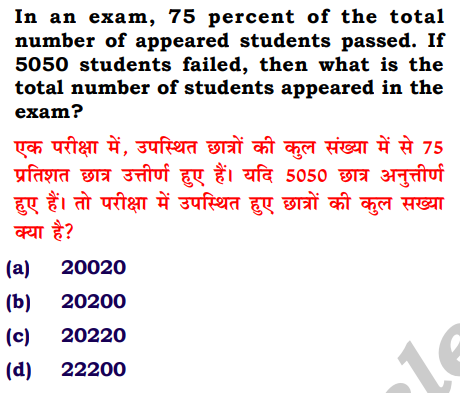 In an exam, 75 percent of the total
number of appeared students passed. If
5050 students failed, then what is the
total number of students appeared in the
exam?
एक परीक्षा में, उपस्थित छात्रों की कुल संख्या में से 75
प्रतिशत छात्र उत्तीर्ण हुए हैं। यदि 5050 छात्र अनुत्तीर्ण
हुए हैं। तो परीक्षा में उपस्थित हुए छात्रों की कुल सख्या
क्या है?
(a) 20020
(b) 20200
(c) 20220
(d) 22200